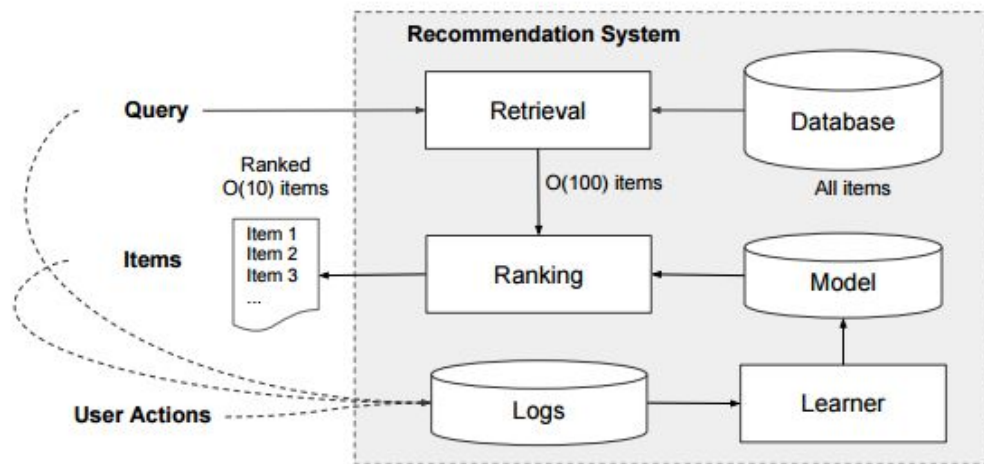 Recommendation System
Query
Retrieval
Database
Ranked
O(10) items
O(100) items
All items
Item 1
Item 2
Item 3
...
Items
Ranking
Model
User Actions
Logs
Learner